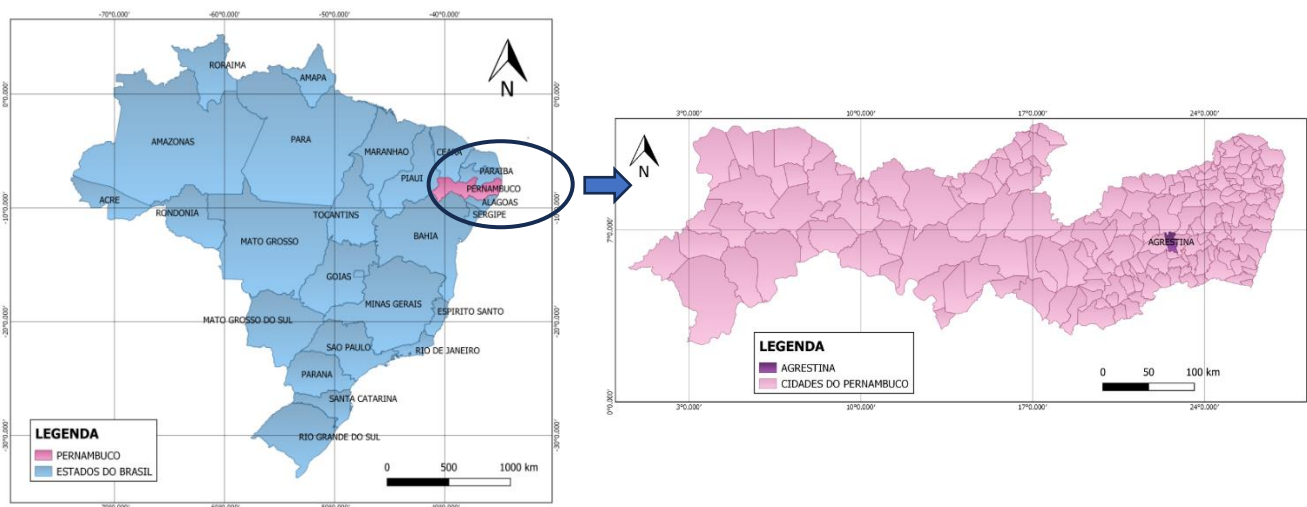 -70°0.000'
-60°0.000'
-50°0.000'
-40°0.000'
0°0.000'
0°0.000'
-10°0.000'
-10°0.000'
-20°0.000'
-20°0.000'
-30°0.000'
-30°0.000'
N
RORAIMA
AMAPA
AMAZONAS
PARA
MARANHAO
CEARA
PARAIBA
PIAUI
PERNAMBUCO
ACRE
ALAGOAS
RONDONIA
TOCANTINS
SERGIPE
MATO GROSSO
BAHIA
GOIAS
MINAS GERAIS
ESPIRITO SANTO
MATO GROSSO DO SUL
SAO PAULO
RIO DE JANEIRO
PARANA
SANTA CATARINA
RIO GRANDE DO SUL
LEGENDA
PERNAMBUCO
ESTADOS DO BRASIL
0 500 1000 km
3°0.000'
10°0.000'
17°0.000'
24°0.000'
N
7°0.000'
7°0.000'
AGRESTINA
LEGENDA
AGRESTINA
CIDADES DO PERNAMBUCO
0 50 100 km
0°0.000'
0°0.000'
3°0.000'
10°0.000'
17°0.000'
24°0.000'